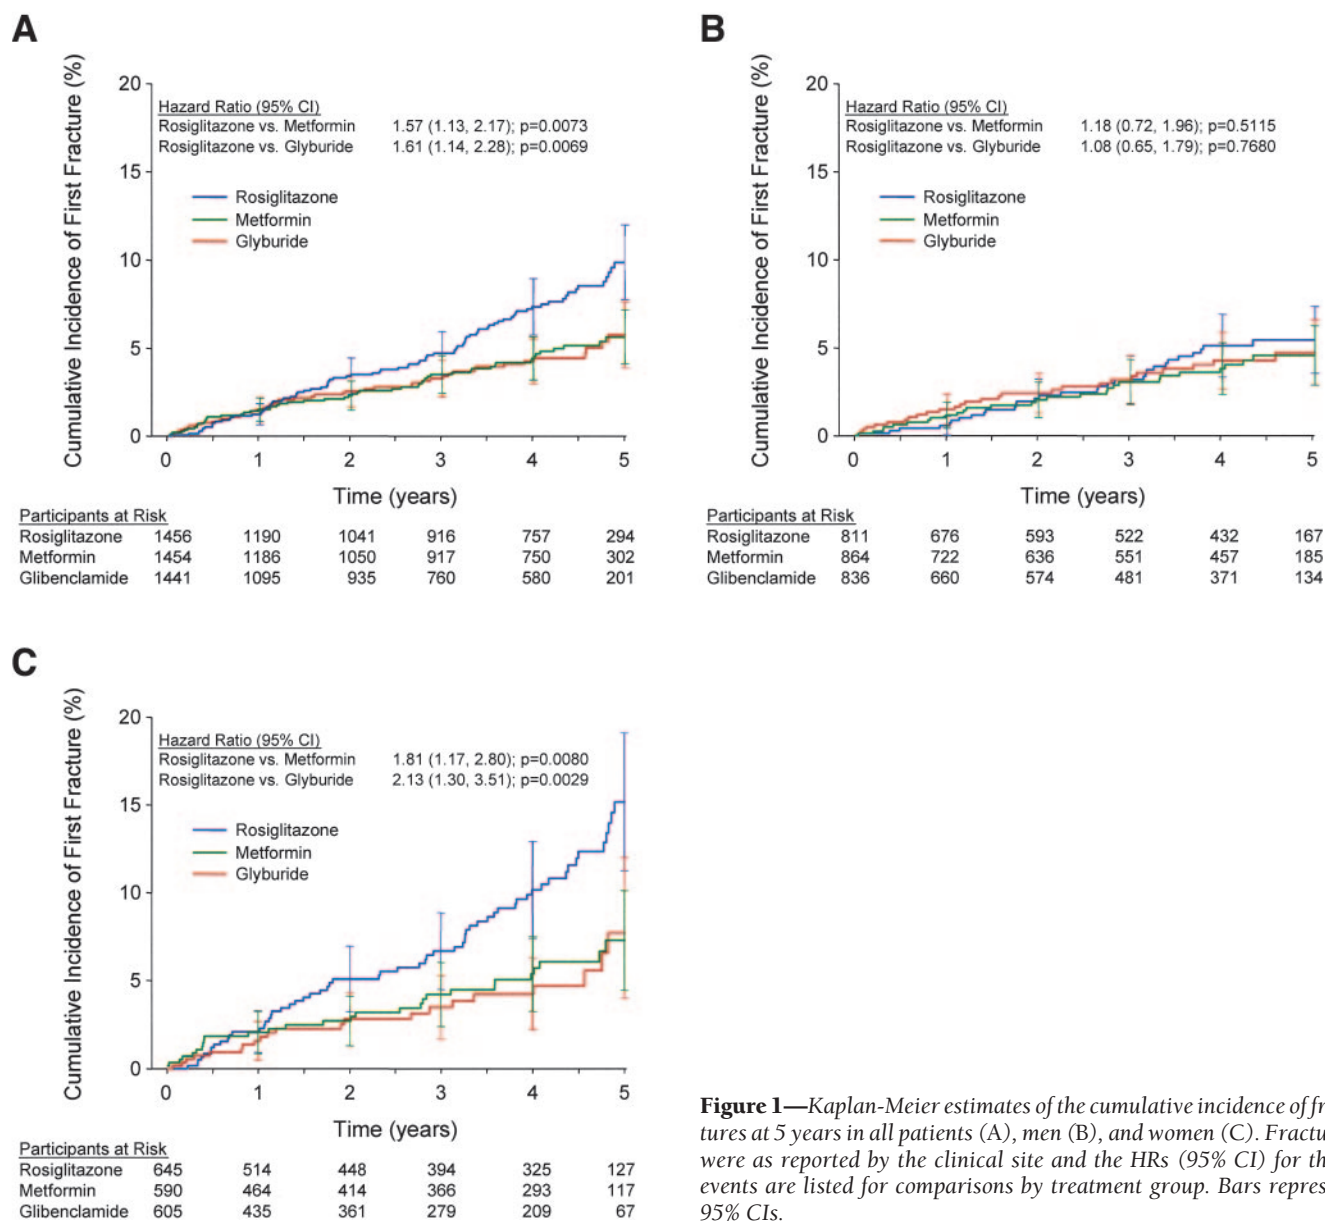 A
Cumulative Incidence of First Fracture (%)
20
15
10
5
0
Hazard Ratio (95% CI)
Rosiglitazone vs. Metformin 1.57 (1.13, 2.17); p=0.0073
Rosiglitazone vs. Glyburide 1.61 (1.14, 2.28); p=0.0069
Rosiglitazone
Metformin
Glyburide
0 1 2 3 4 5
Time (years)
Participants at Risk
Rosiglitazone 1456 1190 1041 916 757 294
Metformin 1454 1186 1050 917 750 302
Glibenclamide 1441 1095 935 760 580 201
B
Cumulative Incidence of First Fracture (%)
20
15
10
5
0
Hazard Ratio (95% CI)
Rosiglitazone vs. Metformin 1.18 (0.72, 1.96); p=0.5115
Rosiglitazone vs. Glyburide 1.08 (0.65, 1.79); p=0.7680
Rosiglitazone
Metformin
Glyburide
0 1 2 3 4 5
Time (years)
Participants at Risk
Rosiglitazone 811 676 593 522 432 167
Metformin 864 722 636 551 457 185
Glibenclamide 836 660 574 481 371 134
C
Cumulative Incidence of First Fracture (%)
20
15
10
5
0
Hazard Ratio (95% CI)
Rosiglitazone vs. Metformin 1.81 (1.17, 2.80); p=0.0080
Rosiglitazone vs. Glyburide 2.13 (1.30, 3.51); p=0.0029
Rosiglitazone
Metformin
Glyburide
0 1 2 3 4 5
Time (years)
Participants at Risk
Rosiglitazone 645 514 448 394 325 127
Metformin 590 464 414 366 293 117
Glibenclamide 605 435 361 279 209 67
Figure 1—Kaplan-Meier estimates of the cumulative incidence of fr
tures at 5 years in all patients (A), men (B), and women (C). Fractu
were as reported by the clinical site and the HRs (95% CI) for th
events are listed for comparisons by treatment group. Bars repres
95% CIs.